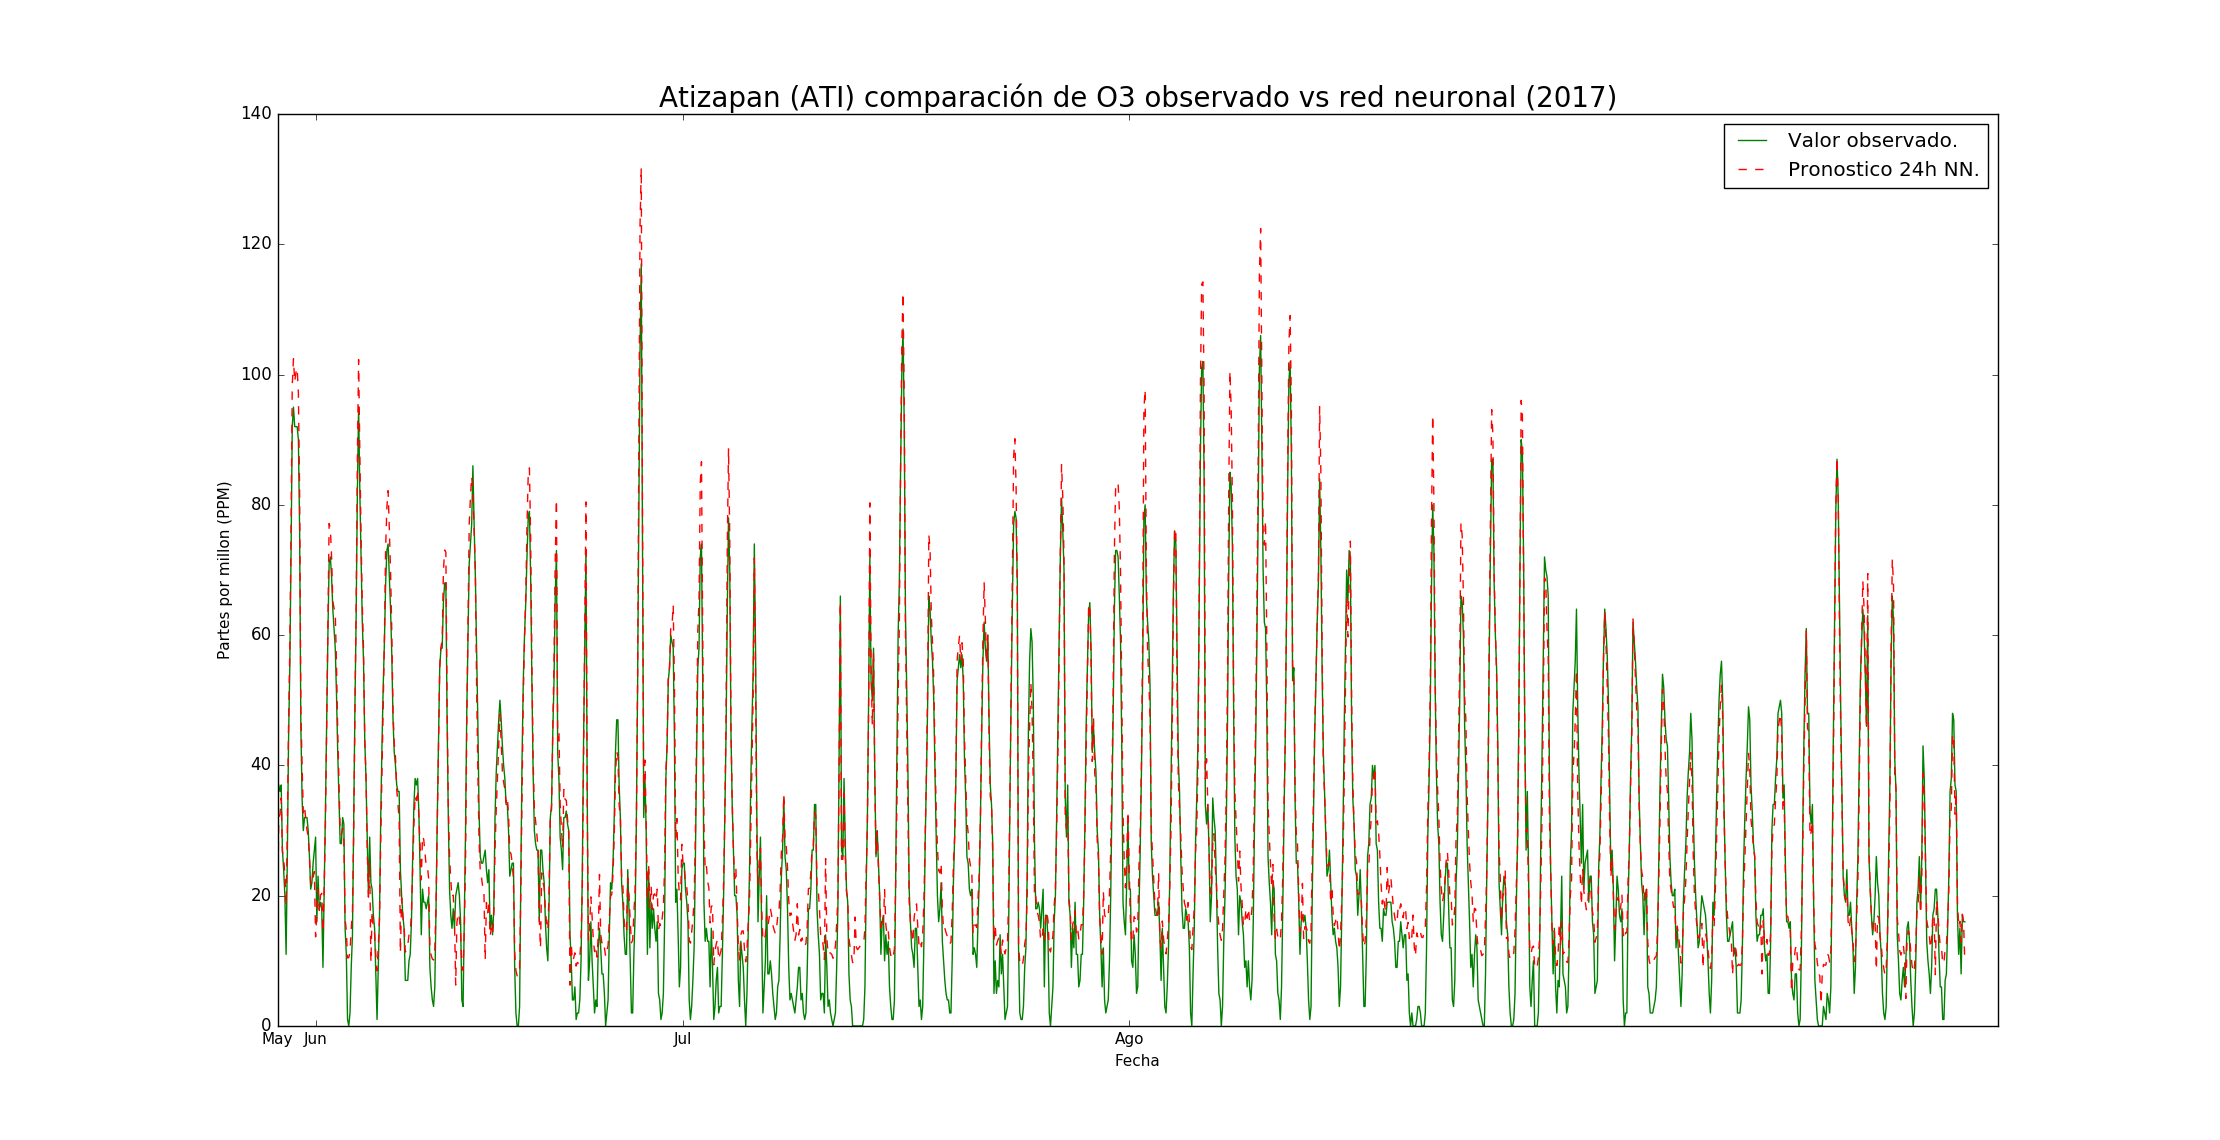 Atizapan (ATI) comparación de O3 observado vs red neuronal (2017)
140
120
100
80
60
40
20
0
Partes por millon (PPM)
Valor observado.
Pronostico 24h NN.
May Jun Jul Ago
Fecha